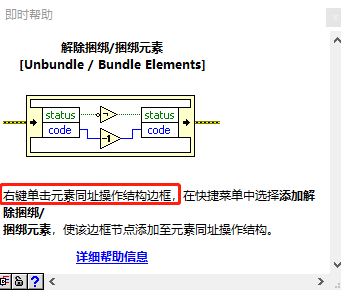 即时帮助
解除捆绑/捆绑元素
[Unbundle / Bundle Elements]
status status
code code
右键单击元素同址操作结构边框，在快捷菜单中选择添加解
除捆绑/
捆绑元素，使该边框节点添加至元素同址操作结构。
详细帮助信息
?